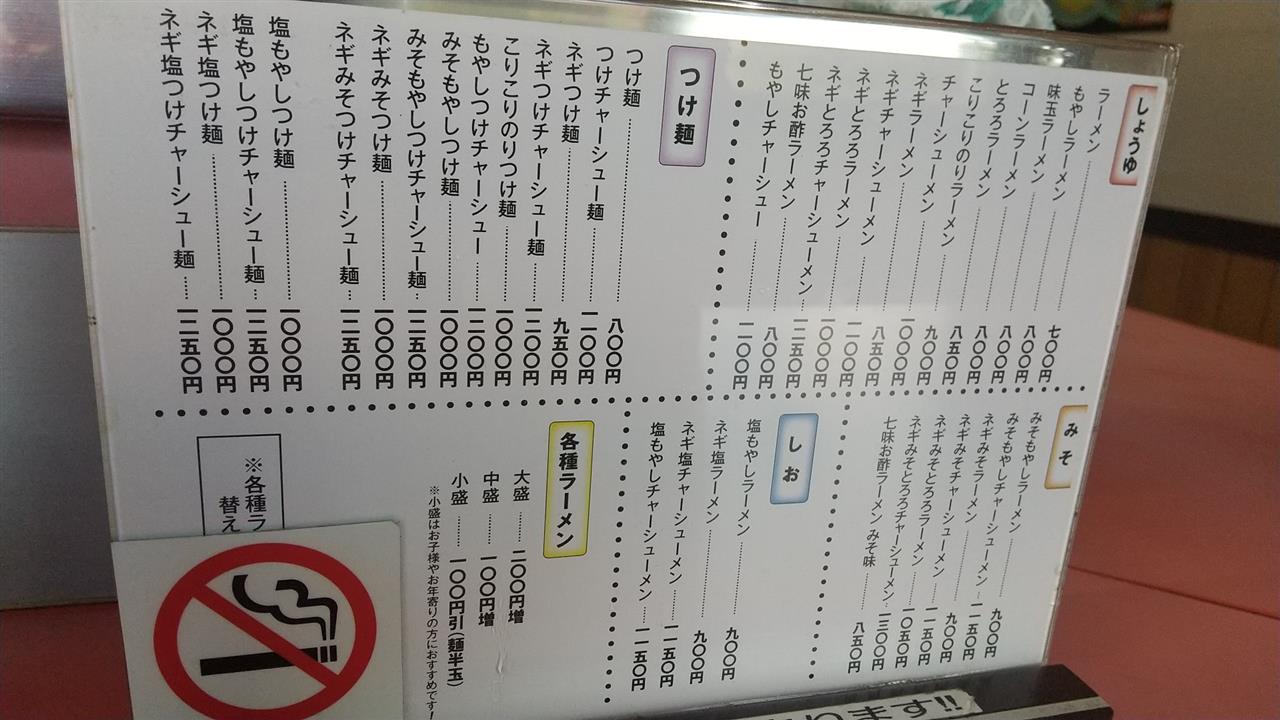 しょうゆ
ラーメン………七〇〇円
もやしラーメン………八〇〇円
味玉ラーメン………八〇〇円
コーンラーメン………八〇〇円
とろろラーメン………八五〇円
こりこりのりラーメン………九〇〇円
チャーシューメン………一〇〇〇円
ネギラーメン………八五〇円
ネギチャーシューメン………一一〇〇円
ネギとろろラーメン………一〇〇〇円
ネギとろろチャーシューメン…一二五〇円
七味お酢ラーメン………八〇〇円
もやしチャーシュー………一一〇〇円
つけ麺
つけ麺………八〇〇円
つけチャーシュー麺………一一〇〇円
ネギつけ麺………九五〇円
ネギつけチャーシュー麺……一二〇〇円
こりこりのりつけ麺………一〇〇〇円
もやしつけチャーシュー……一二〇〇円
みそもやしつけ麺………一〇〇〇円
みそもやしつけチャーシュー麺…一二五〇円
ネギみそつけ麺………一〇〇〇円
ネギみそつけチャーシュー麺…一二五〇円
塩もやしつけ麺………一〇〇〇円
塩もやしつけチャーシュー麺…一二五〇円
ネギ塩つけ麺………一〇〇〇円
ネギ塩つけチャーシュー麺……一二五〇円
みそ
みそもやしラーメン………九〇〇円
みそもやしチャーシューメン…一一五〇円
ネギみそラーメン………九〇〇円
ネギみそチャーシューメン……一一五〇円
ネギみそとろろラーメン……一〇五〇円
ネギみそとろろチャーシューメン…一三〇〇円
七味お酢ラーメン みそ味……八五〇円
しお
塩もやしラーメン………九〇〇円
ネギ塩ラーメン………九〇〇円
ネギ塩チャーシューメン……一一五〇円
塩もやしチャーシューメン…一一五〇円
各種ラーメン
大盛………二〇〇円増
中盛………一〇〇円増
小盛………一〇〇円引(麺半玉)
※小盛はお子様やお年寄りの方におすすめです!
※各種ラ
替え
ます!!